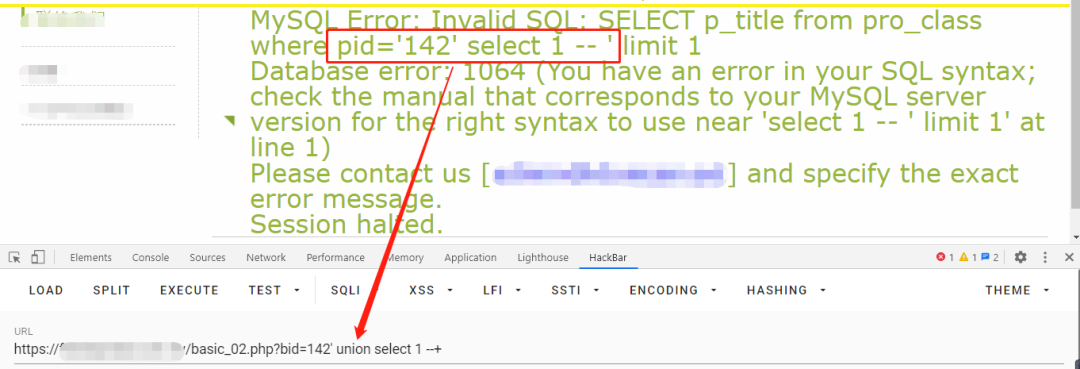 MySQL Error: Invalid SQL: SELECT p_title from pro_class
where pid='142' select 1 -- ' limit 1
Database error: 1064 (You have an error in your SQL syntax;
check the manual that corresponds to your MySQL server
version for the right syntax to use near 'select 1 -- ' limit 1' at
line 1)
Please contact us [ ] and specify the exact
error message.
Session halted.
Elements Console Sources Network Performance Memory Application Lighthouse HackBar 1 1 2
LOAD SPLIT EXECUTE TEST SQLI XSS LFI SSTI ENCODING HASHING THEME
URL
https:// /basic_02.php?bid=142' union select 1 --+